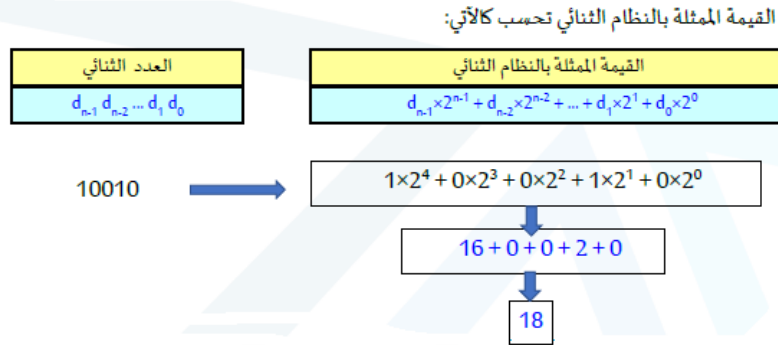 القيمة الممثلة بالنظام الثنائي تحسب كالآتي:
العدد الثنائي
القيمة الممثلة بالنظام الثنائي
dₙ₋₁ dₙ₋₂ ... d₁ d₀
dₙ₋₁×2ⁿ⁻¹ + dₙ₋₂×2ⁿ⁻² + ... + d₁×2¹ + d₀×2⁰
10010
1×2⁴ + 0×2³ + 0×2² + 1×2¹ + 0×2⁰
16 + 0 + 0 + 2 + 0
18